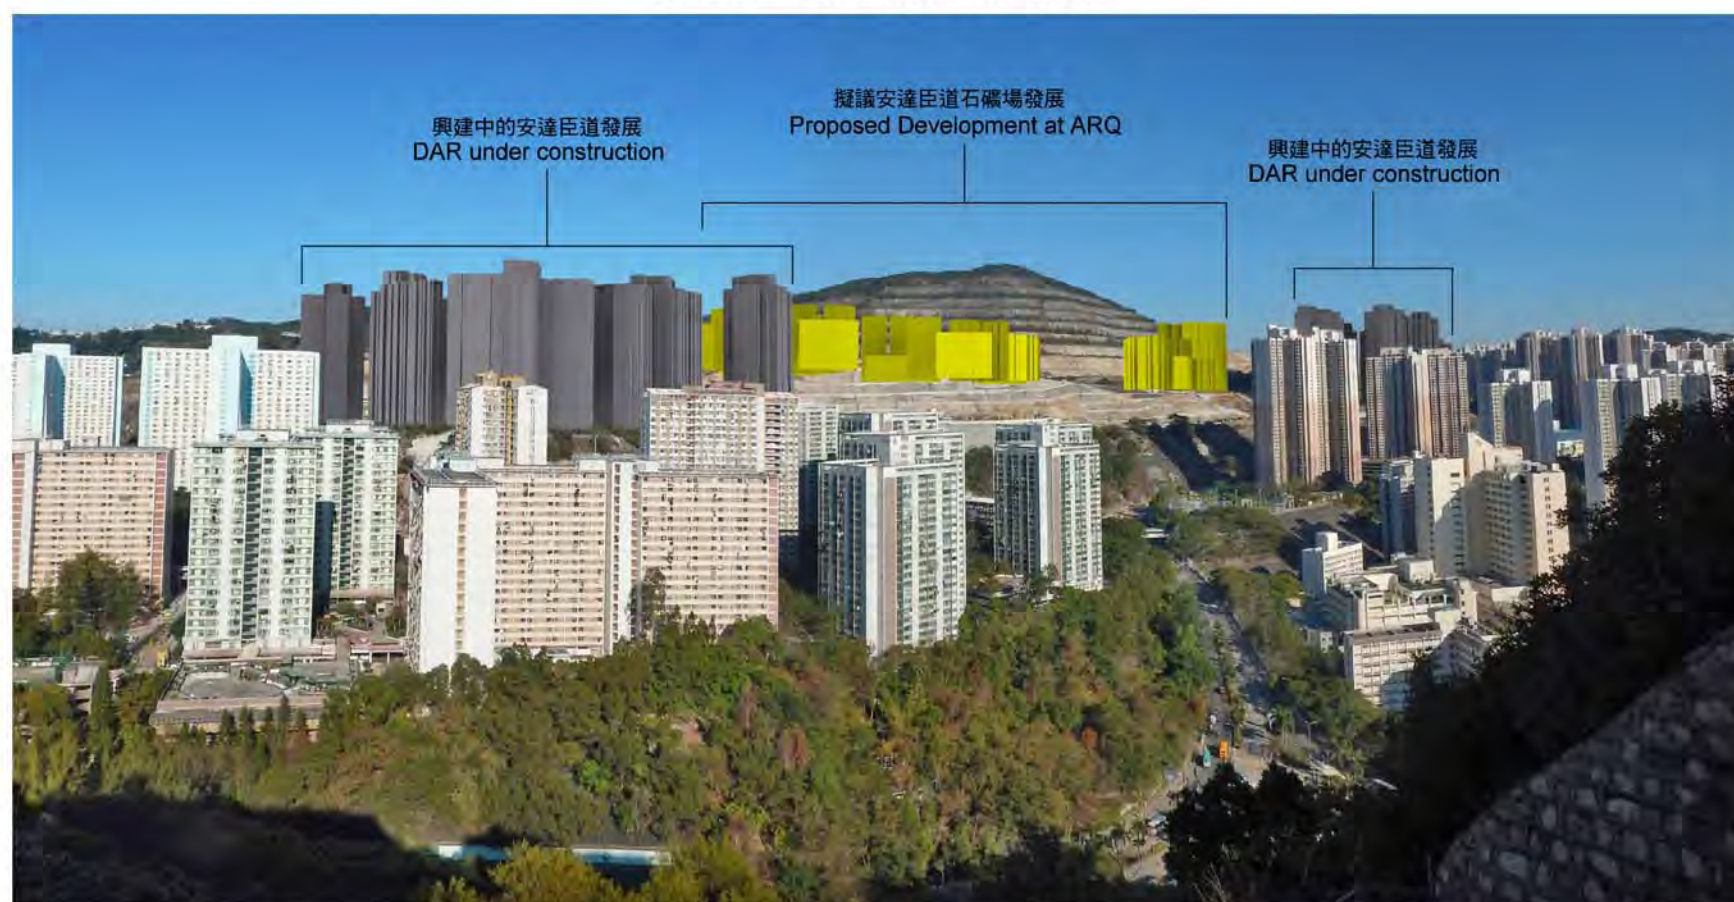 擬議安達臣道石礦場發展
Proposed Development at ARQ
興建中的安達臣道發展
DAR under construction
興建中的安達臣道發展
DAR under construction